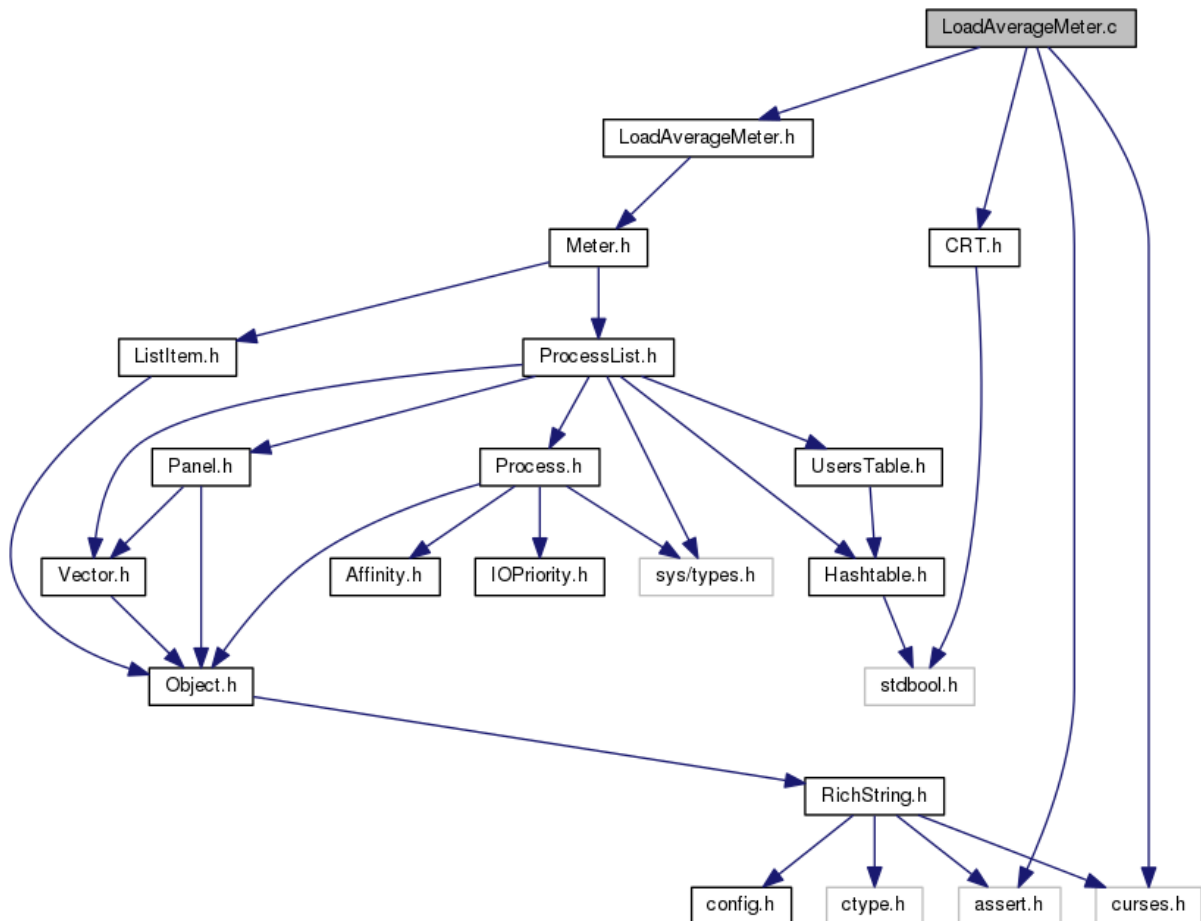 LoadAverageMeter.c
LoadAverageMeter.h
Meter.h
CRT.h
ListItem.h
ProcessList.h
Panel.h
Process.h
UsersTable.h
Vector.h
Affinity.h
IOPriority.h
sys/types.h
Hashtable.h
Object.h
stdbool.h
RichString.h
config.h
ctype.h
assert.h
curses.h